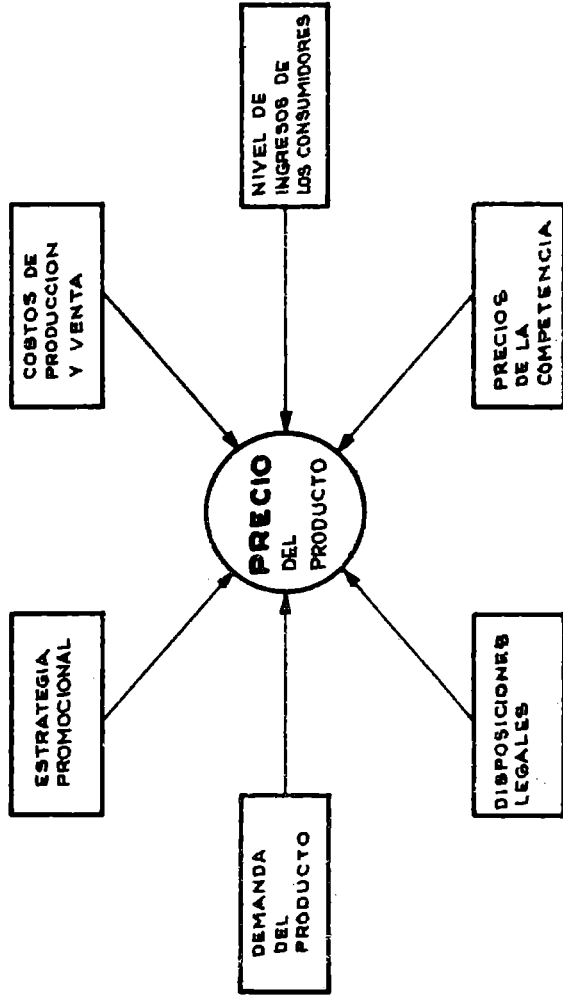 ESTRATEGIA
PROMOCIONAL
COSTOS DE
PRODUCCION
Y VENTA
DEMANDA
DEL
PRODUCTO
PRECIO
DEL
PRODUCTO
NIVEL DE
INGRESOS DE
LOS CONSUMIDORES
DISPOSICIONES
LEGALES
PRECIOS
DE LA
COMPETENCIA